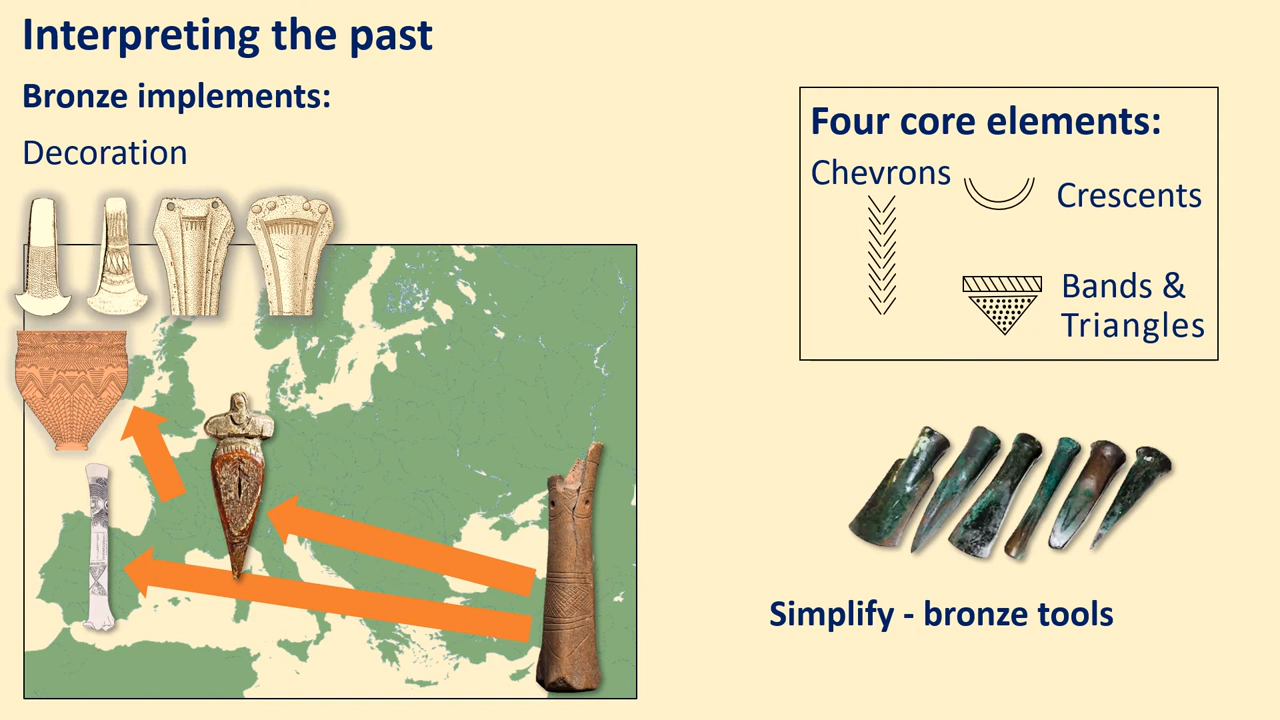 Interpreting the past
Bronze implements:
Decoration
Four core elements:
Chevrons
Crescents
Bands &
Triangles
Simplify - bronze tools